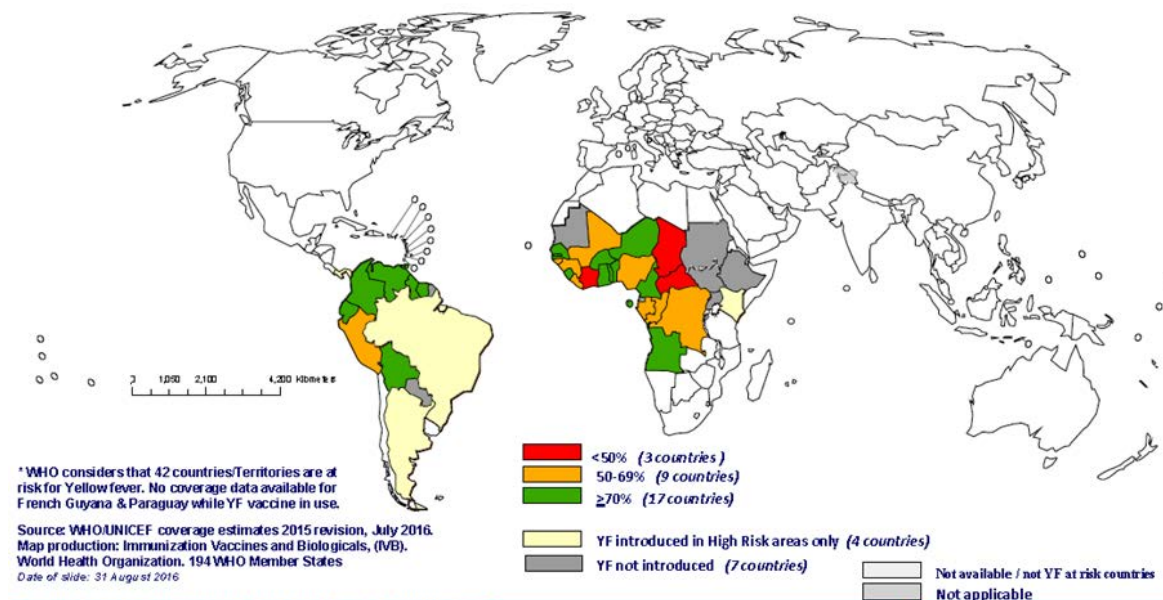 0 1,050 2,100 4,200 Kilometers
<50% (3 countries )
50-69% (9 countries)
≥70% (17 countries)
* WHO considers that 42 countries/Territories are at
risk for Yellow fever. No coverage data available for
French Guyana & Paraguay while YF vaccine in use.
Source: WHO/UNICEF coverage estimates 2015 revision, July 2016.
Map production: Immunization Vaccines and Biologicals, (IVB).
World Health Organization. 194 WHO Member States
Date of slide: 31 August 2016
YF introduced in High Risk areas only (4 countries)
YF not introduced (7 countries)
Not available / not YF at risk countries
Not applicable